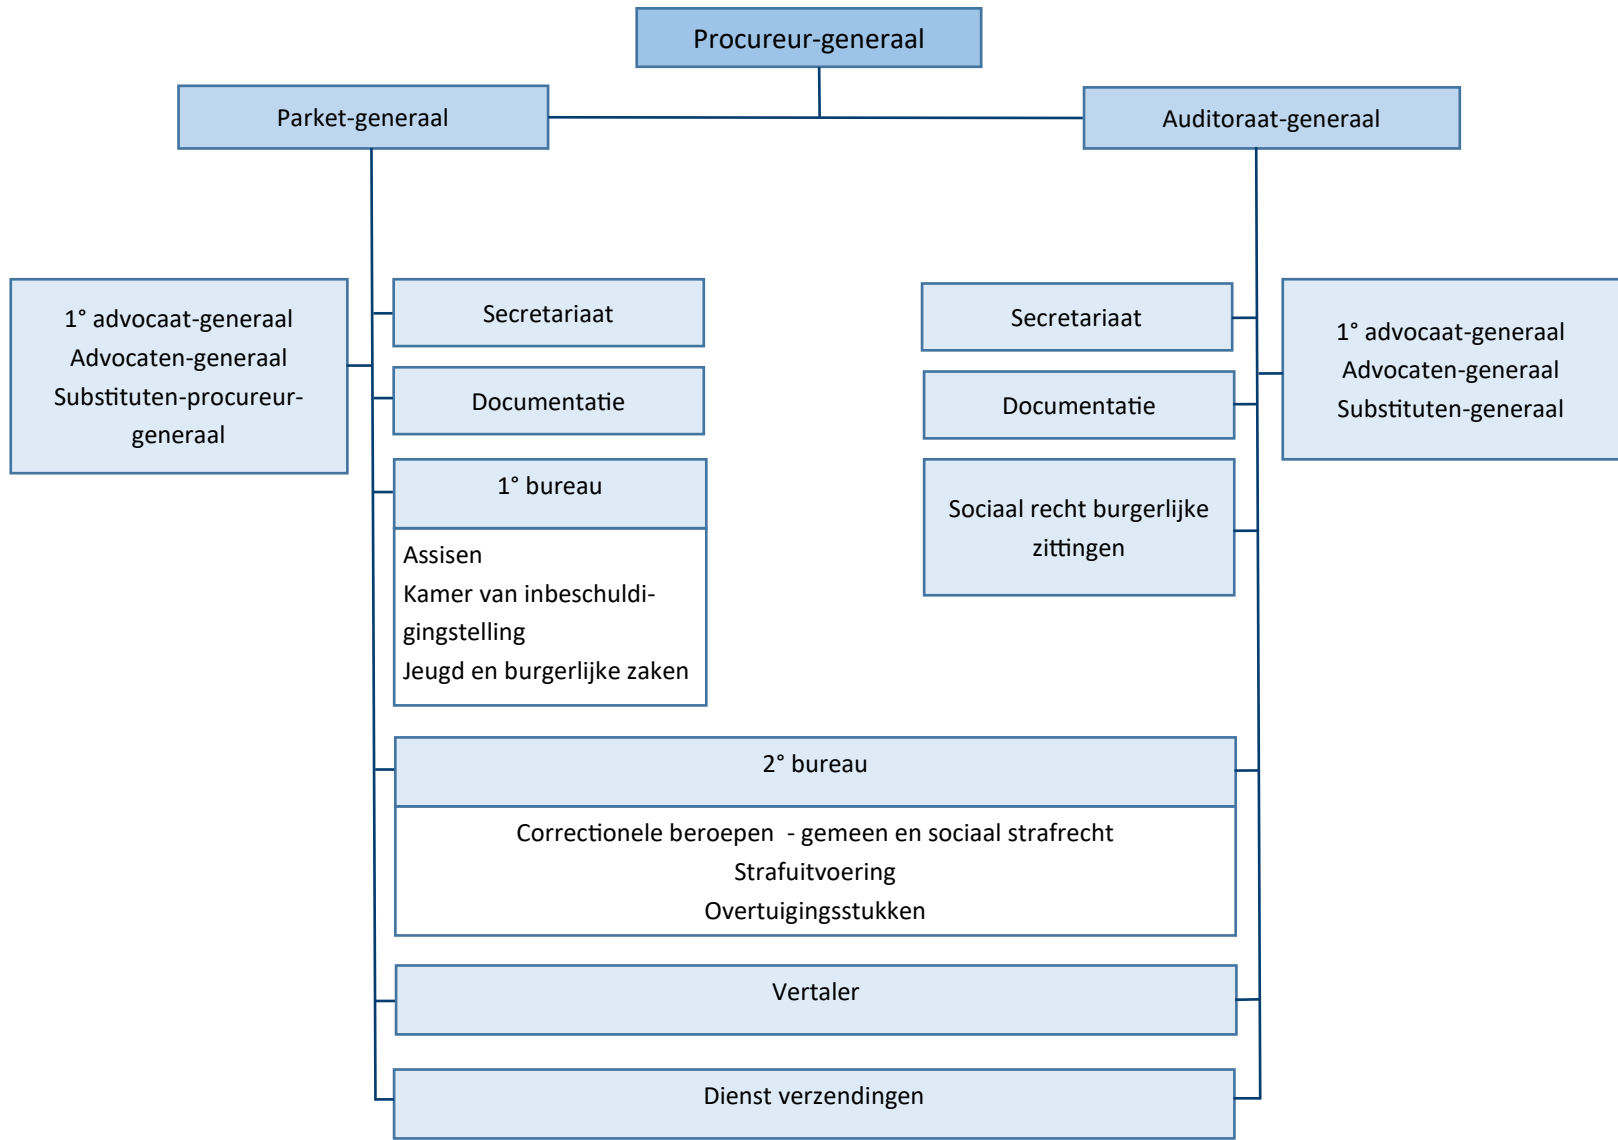 Procureur-generaal
Parket-generaal
Auditoraat-generaal
1° advocaat-generaal
Advocaten-generaal
Substituten-procureur-
generaal
Secretariaat
Documentatie
1° bureau
Assisen
Kamer van inbeschuldi-
gingstelling
Jeugd en burgerlijke zaken
Secretariaat
Documentatie
Sociaal recht burgerlijke
zittingen
1° advocaat-generaal
Advocaten-generaal
Substituten-generaal
2° bureau
Correctionele beroepen  - gemeen en sociaal strafrecht
Strafuitvoering
Overtuigingsstukken
Vertaler
Dienst verzendingen